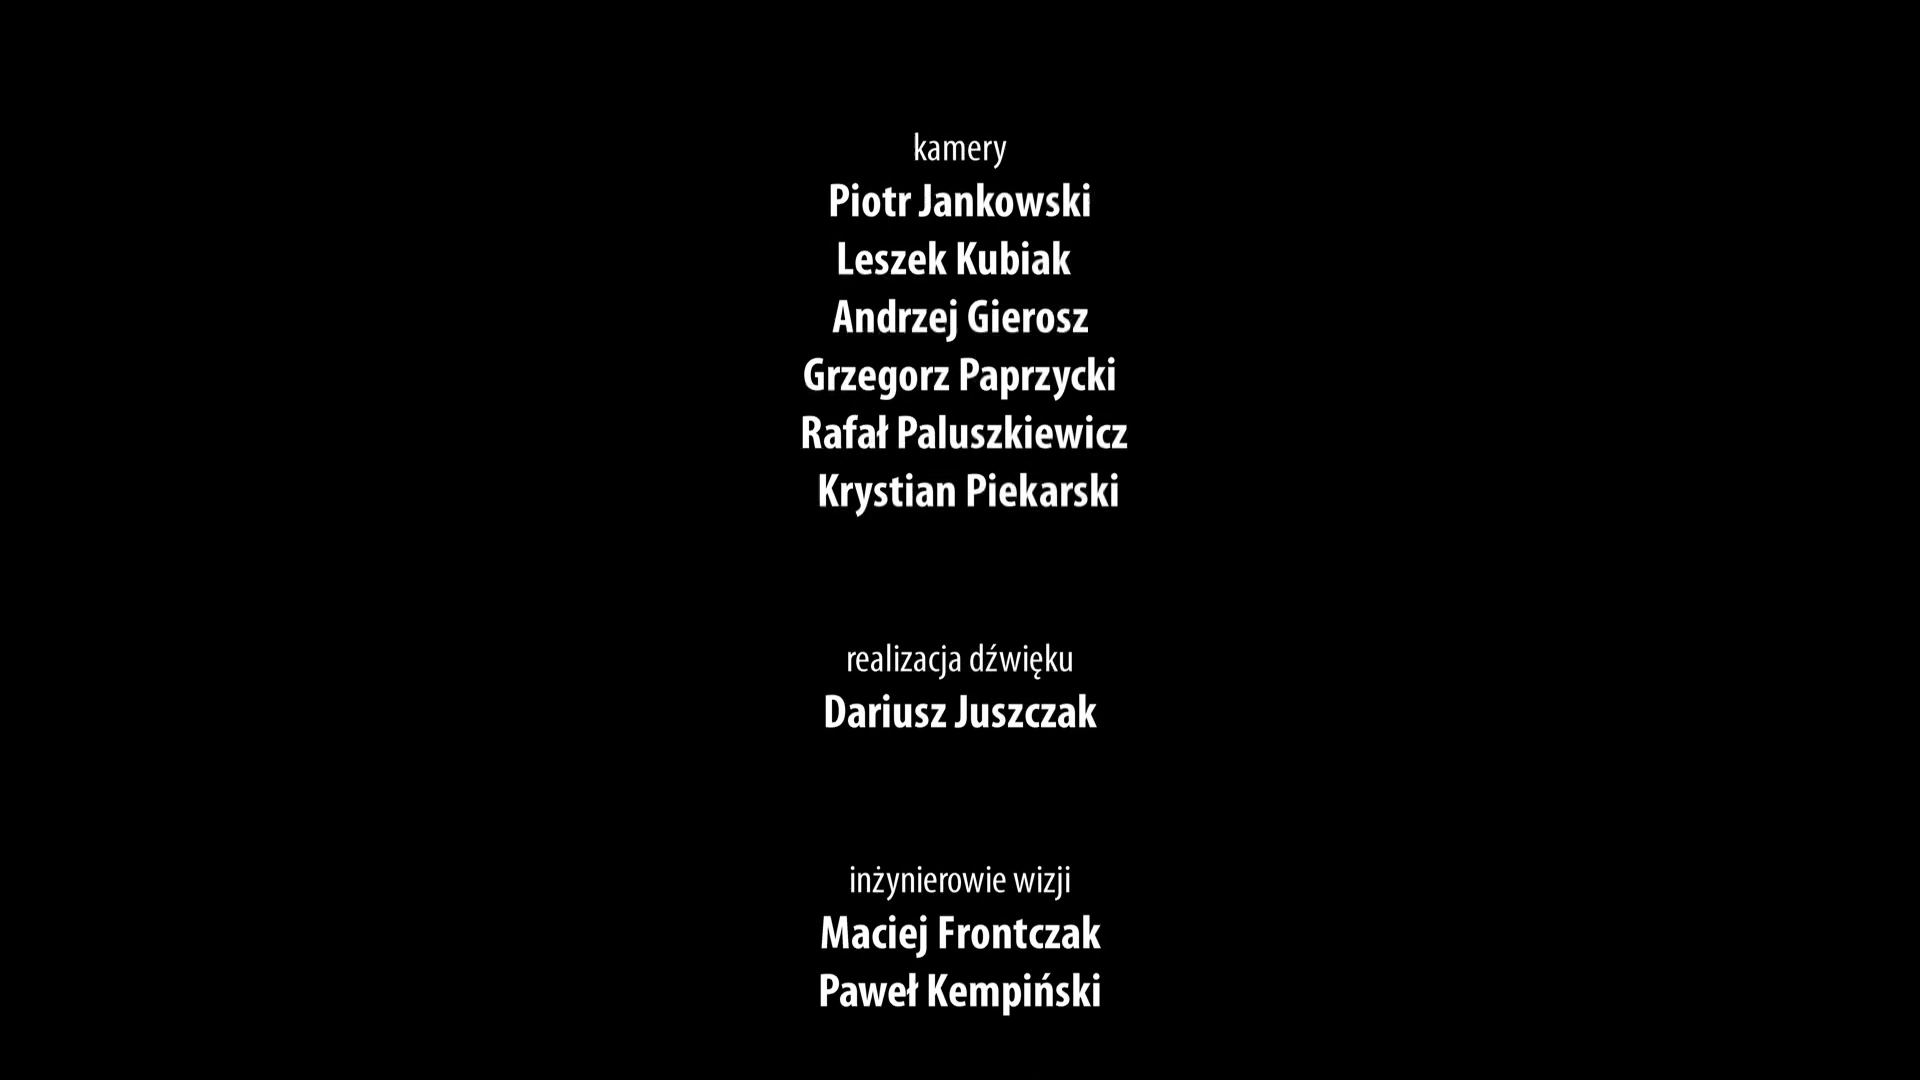 kamery
Piotr Jankowski
Leszek Kubiak
Andrzej Gierosz
Grzegorz Paprzycki
Rafał Paluszkiewicz
Krystian Piekarski
realizacja dźwięku
Dariusz Juszczak
inżynierowie wizji
Maciej Frontczak
Paweł Kempiński